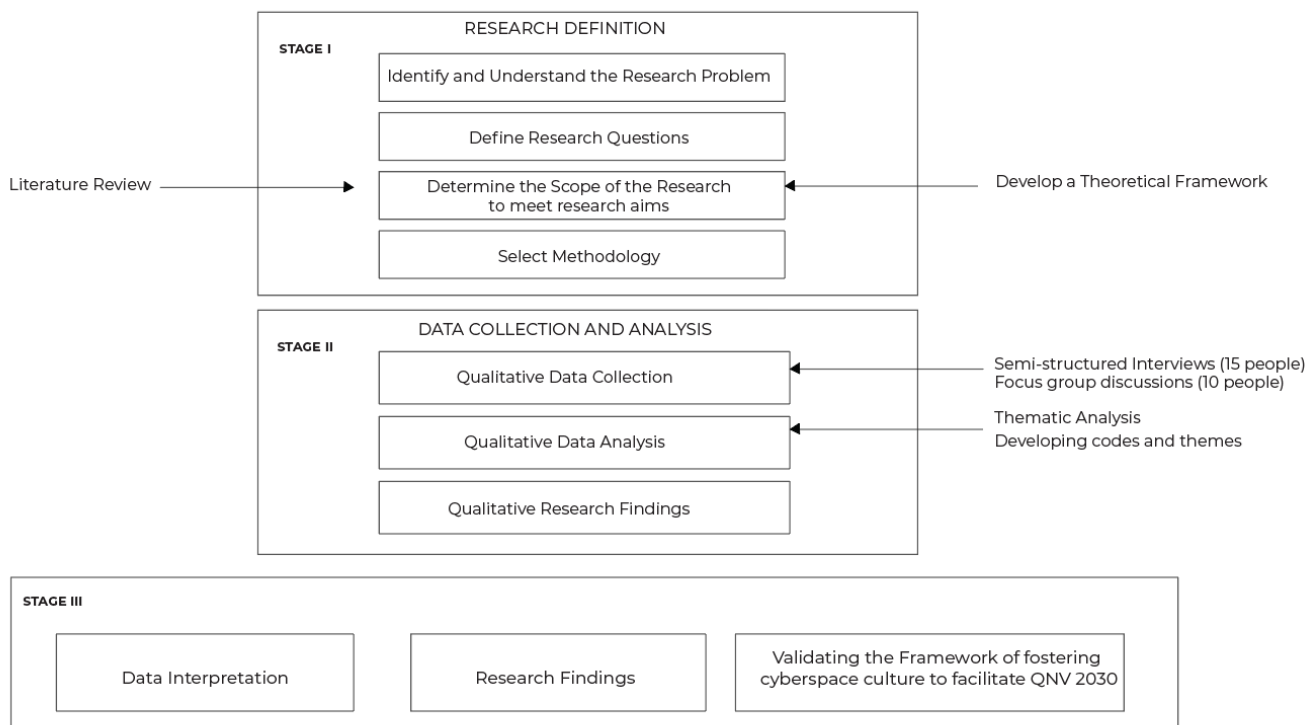 RESEARCH DEFINITION
STAGE I
Identify and Understand the Research Problem
Define Research Questions
Literature Review
Determine the Scope of the Research
to meet research aims
Develop a Theoretical Framework
Select Methodology
DATA COLLECTION AND ANALYSIS
STAGE II
Qualitative Data Collection
Semi-structured Interviews (15 people)
Focus group discussions (10 people)
Qualitative Data Analysis
Thematic Analysis
Developing codes and themes
Qualitative Research Findings
STAGE III
Data Interpretation
Research Findings
Validating the Framework of fostering
cyberspace culture to facilitate QNV 2030